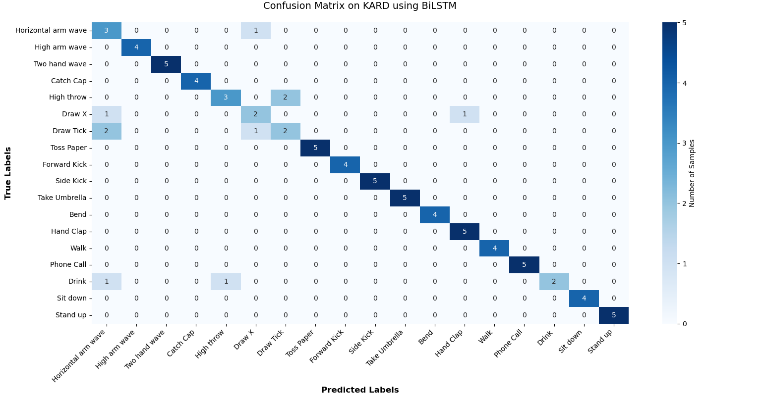 Confusion Matrix on KARD using BiLSTM
Horizontal arm wave 3 0 0 0 0 1 0 0 0 0 0 0 0 0 0 0 0 0
High arm wave 0 4 0 0 0 0 0 0 0 0 0 0 0 0 0 0 0 0
Two hand wave 0 0 5 0 0 0 0 0 0 0 0 0 0 0 0 0 0 0
Catch Cap 0 0 0 4 0 0 0 0 0 0 0 0 0 0 0 0 0 0
High throw 0 0 0 0 3 0 2 0 0 0 0 0 0 0 0 0 0 0
Draw X 1 0 0 0 0 2 0 0 0 0 0 0 1 0 0 0 0 0
Draw Tick 2 0 0 0 0 1 2 0 0 0 0 0 0 0 0 0 0 0
Toss Paper 0 0 0 0 0 0 0 5 0 0 0 0 0 0 0 0 0 0
Forward Kick 0 0 0 0 0 0 0 0 4 0 0 0 0 0 0 0 0 0
Side Kick 0 0 0 0 0 0 0 0 0 5 0 0 0 0 0 0 0 0
Take Umbrella 0 0 0 0 0 0 0 0 0 0 5 0 0 0 0 0 0 0
Bend 0 0 0 0 0 0 0 0 0 0 0 4 0 0 0 0 0 0
Hand Clap 0 0 0 0 0 0 0 0 0 0 0 0 5 0 0 0 0 0
Walk 0 0 0 0 0 0 0 0 0 0 0 0 0 4 0 0 0 0
Phone Call 0 0 0 0 0 0 0 0 0 0 0 0 0 0 5 0 0 0
Drink 1 0 0 0 1 0 0 0 0 0 0 0 0 0 0 2 0 0
Sit down 0 0 0 0 0 0 0 0 0 0 0 0 0 0 0 0 4 0
Stand up 0 0 0 0 0 0 0 0 0 0 0 0 0 0 0 0 0 5
True Labels
Horizontal arm wave
High arm wave
Two hand wave
Catch Cap
High throw
Draw X
Draw Tick
Toss Paper
Forward Kick
Side Kick
Take Umbrella
Bend
Hand Clap
Walk
Phone Call
Drink
Sit down
Stand up
Predicted Labels
5
4
3
2
1
0
Number of Samples